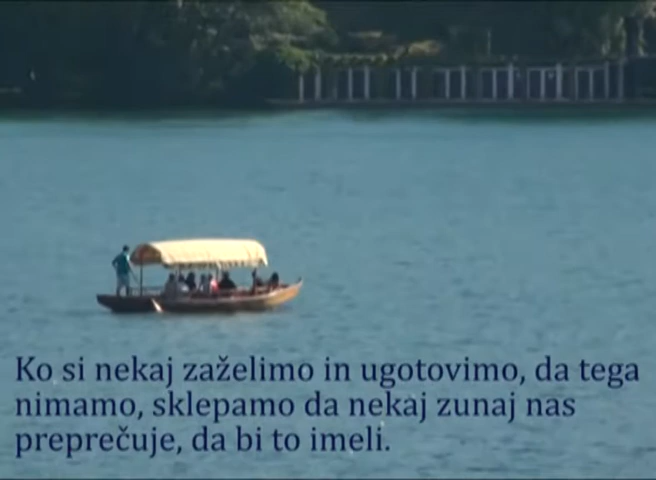 Ko si nekaj zaželimo in ugotovimo, da tega
nimamo, sklepamo da nekaj zunaj nas
preprečuje, da bi to imeli.